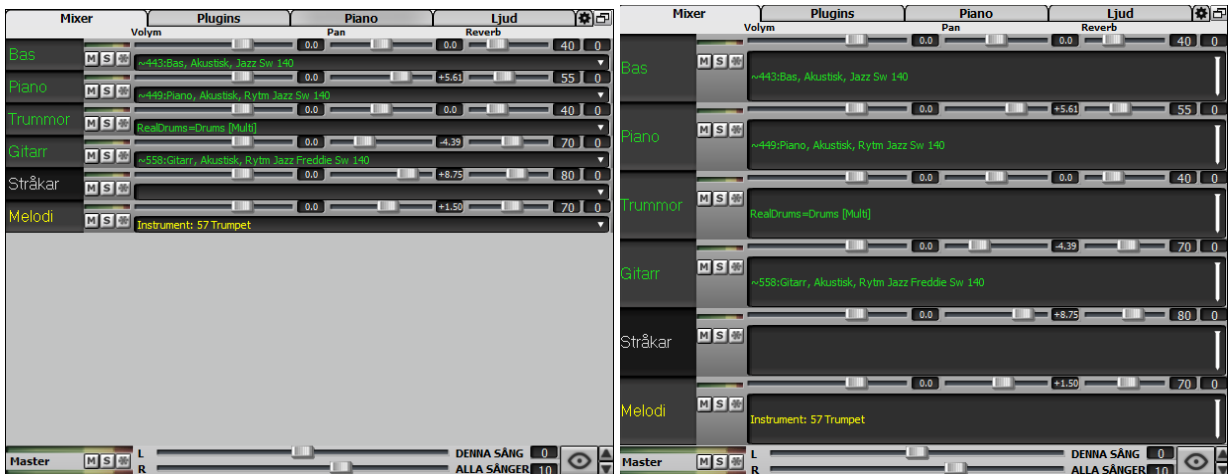 Mixer Plugins Piano Ljud
Volym Pan Reverb
Bas 0.0 0.0 40 0
M S ~443:Bas, Akustisk, Jazz Sw 140
Piano 0.0 +5.61 55 0
M S ~449:Piano, Akustisk, Rytm Jazz Sw 140
Trummor 0.0 0.0 40 0
M S RealDrums=Drums [Multi]
Gitarr 0.0 -4.39 70 0
M S ~558:Gitarr, Akustisk, Rytm Jazz Freddie Sw 140
Stråkar 0.0 +8.75 80 0
M S
Melodi 0.0 +1.50 70 0
M S Instrument: 57 Trumpet
Master M S L R
DENNA SÅNG 0
ALLA SÅNGER 10
Mixer Plugins Piano Ljud
Volym Pan Reverb
Bas 0.0 0.0 40 0
M S ~443:Bas, Akustisk, Jazz Sw 140
Piano 0.0 +5.61 55 0
M S ~449:Piano, Akustisk, Rytm Jazz Sw 140
Trummor 0.0 0.0 40 0
M S RealDrums=Drums [Multi]
Gitarr 0.0 -4.39 70 0
M S ~558:Gitarr, Akustisk, Rytm Jazz Freddie Sw 140
Stråkar 0.0 +8.75 80 0
M S
Melodi 0.0 +1.50 70 0
M S Instrument: 57 Trumpet
Master M S L R
DENNA SÅNG 0
ALLA SÅNGER 10